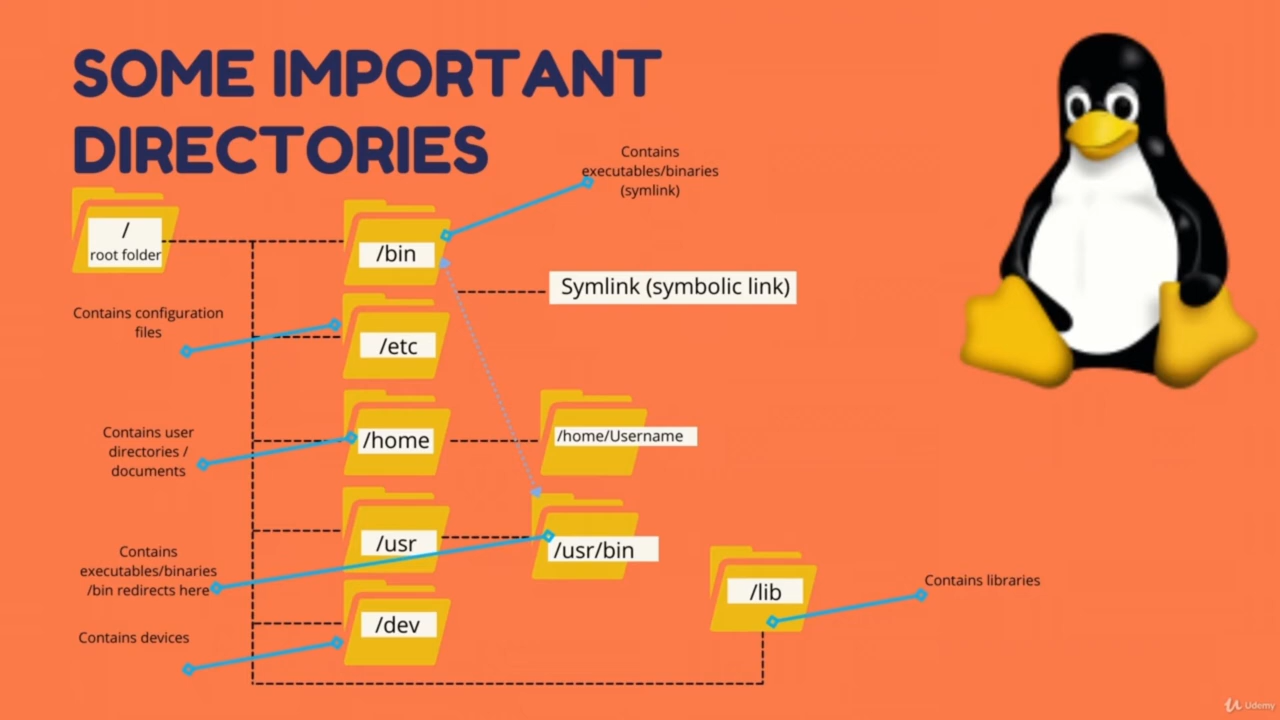 SOME IMPORTANT
DIRECTORIES
Contains
executables/binaries
(symlink)
/
root folder
/bin
Symlink (symbolic link)
Contains configuration
files
/etc
Contains user
directories /
documents
/home
/home/Username
/usr
/usr/bin
Contains
executables/binaries
/bin redirects here
/lib
Contains libraries
/dev
Contains devices
Udemy